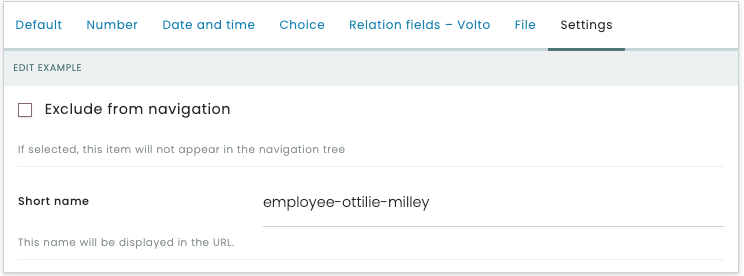 Default Number Date and time Choice Relation fields – Volto File Settings
EDIT EXAMPLE
Exclude from navigation
If selected, this item will not appear in the navigation tree
Short name employee-ottilie-milley
This name will be displayed in the URL.